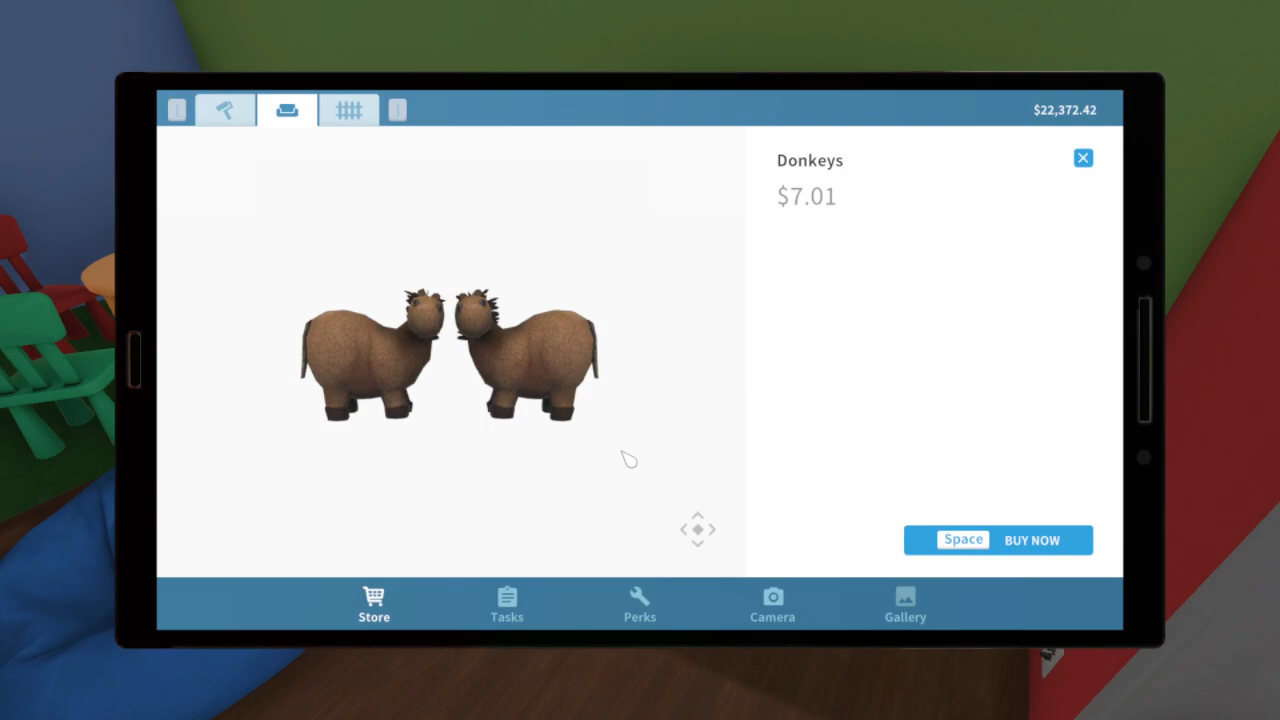 $22,372.42
Donkeys
$7.01
Space BUY NOW
Store
Tasks
Perks
Camera
Gallery